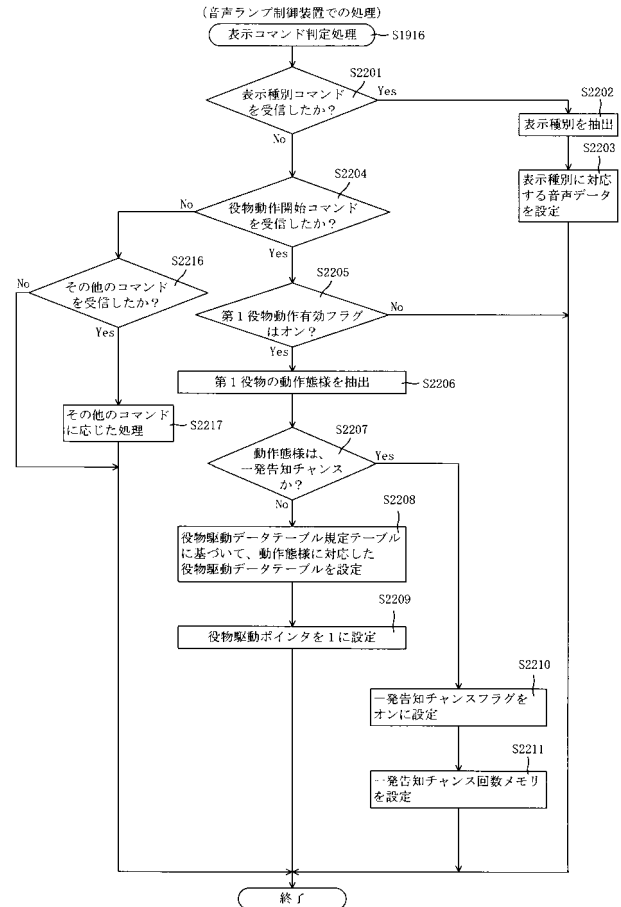 (音声ランプ制御装置での処理)
表示コマンド判定処理
S1916
S2201
表示種別コマンド
を受信したか?
Yes
No
S2202
表示種別を抽出
S2203
表示種別に対応
する音声データ
を設定
S2204
役物動作開始コマンド
を受信したか?
No
Yes
S2216
その他のコマンド
を受信したか?
No
Yes
S2205
第1役物動作有効フラグ
はオン?
No
Yes
第1役物の動作態様を抽出
S2206
その他のコマンド
に応じた処理
S2217
S2207
動作態様は、
一発告知チャンス
か?
Yes
No
S2208
役物駆動データテーブル規定テーブル
に基づいて、動作態様に対応した
役物駆動データテーブルを設定
S2209
役物駆動ポインタを1に設定
S2210
一発告知チャンスフラグを
オンに設定
S2211
一発告知チャンス回数メモリ
を設定
終了